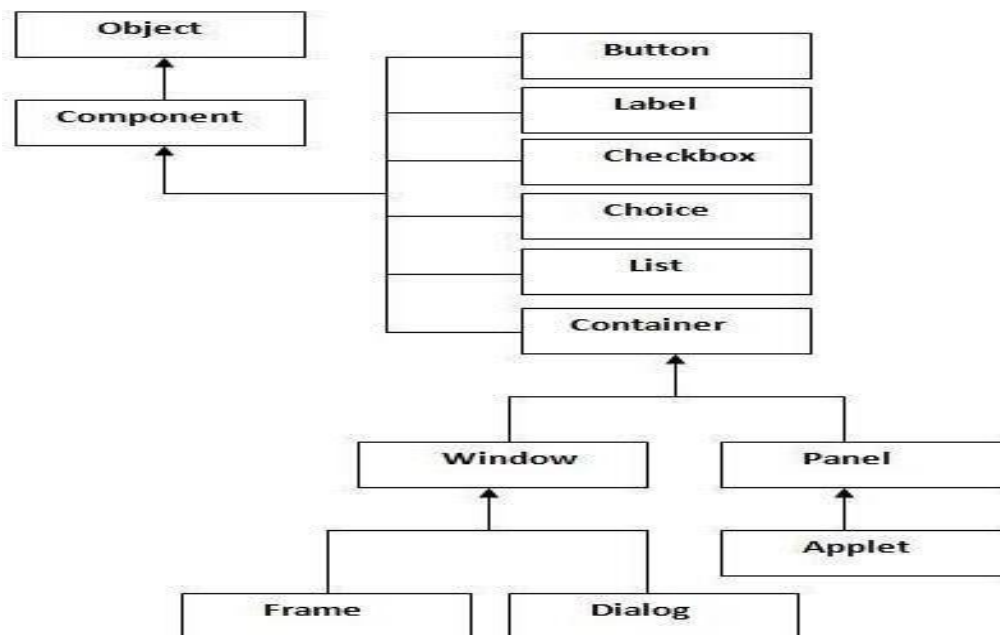 Object
Component
Button
Label
Checkbox
Choice
List
Container
Window
Panel
Applet
Frame
Dialog